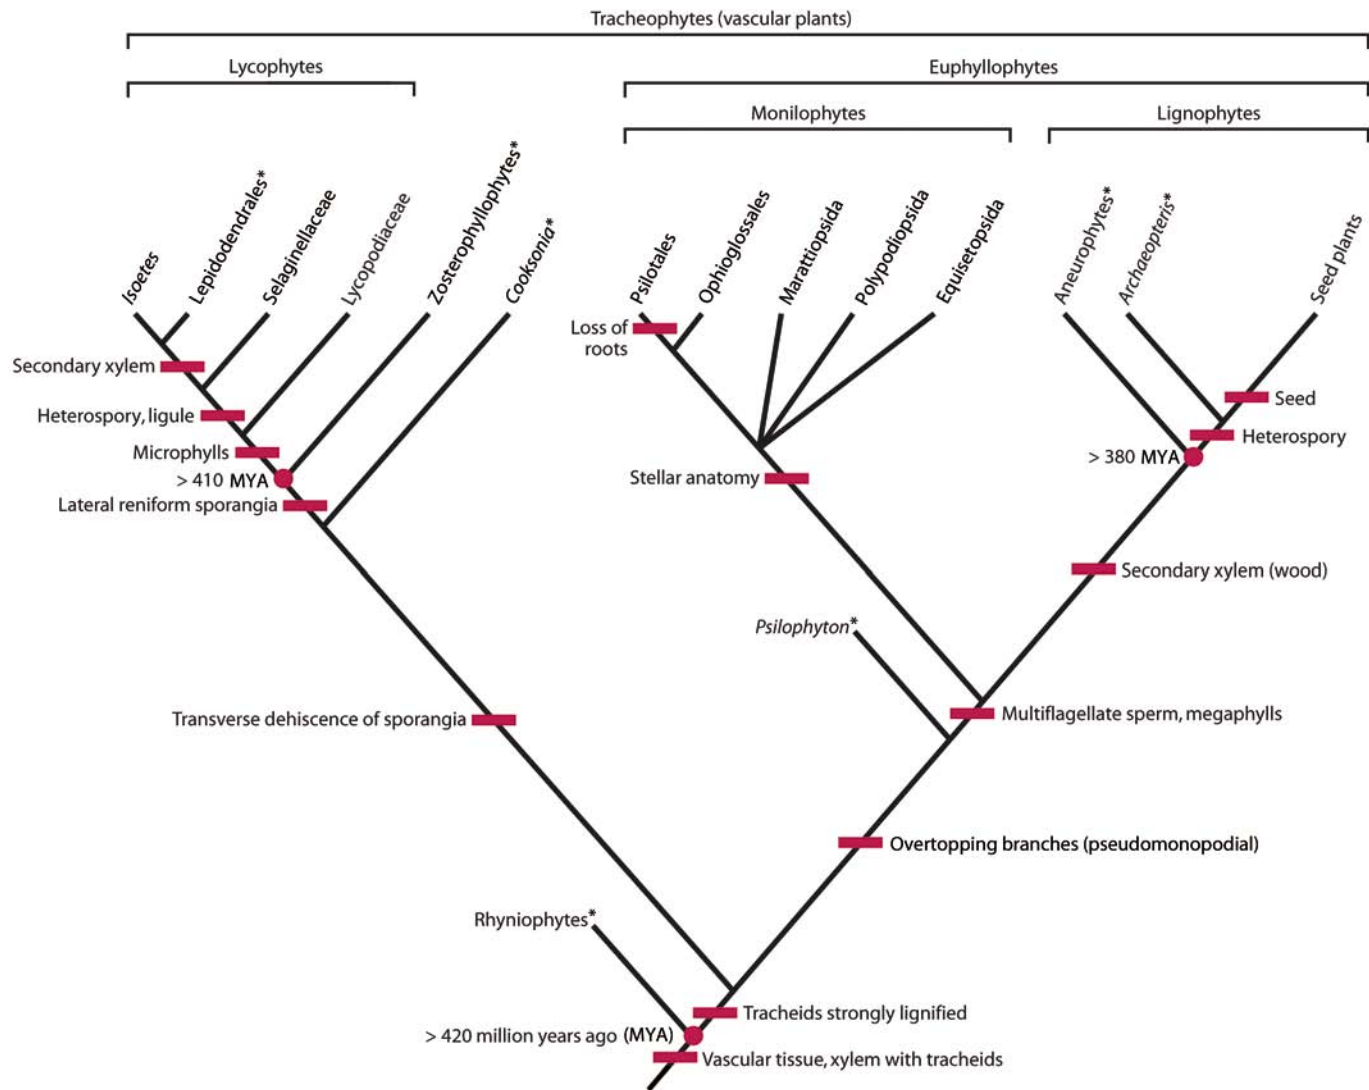 Tracheophytes (vascular plants)
Lycophytes
Euphyllophytes
Monilophytes
Lignophytes
Isoetes
Lepidodendrales*
Selaginellaceae
Lycopodiaceae
Zosterophyllophytes*
Cooksonia*
Psilotales
Ophioglossales
Marattiopsida
Polypodiopsida
Equisetopsida
Aneurophytes*
Archaeopteris*
Seed plants
Loss of
roots
Secondary xylem
Seed
Heterospory, ligule
Heterospory
Microphylls
> 380 MYA
> 410 MYA
Stellar anatomy
Lateral reniform sporangia
Secondary xylem (wood)
Psilophyton*
Transverse dehiscence of sporangia
Multiflagellate sperm, megaphylls
Overtopping branches (pseudomonopodial)
Rhyniophytes*
Tracheids strongly lignified
> 420 million years ago (MYA)
Vascular tissue, xylem with tracheids